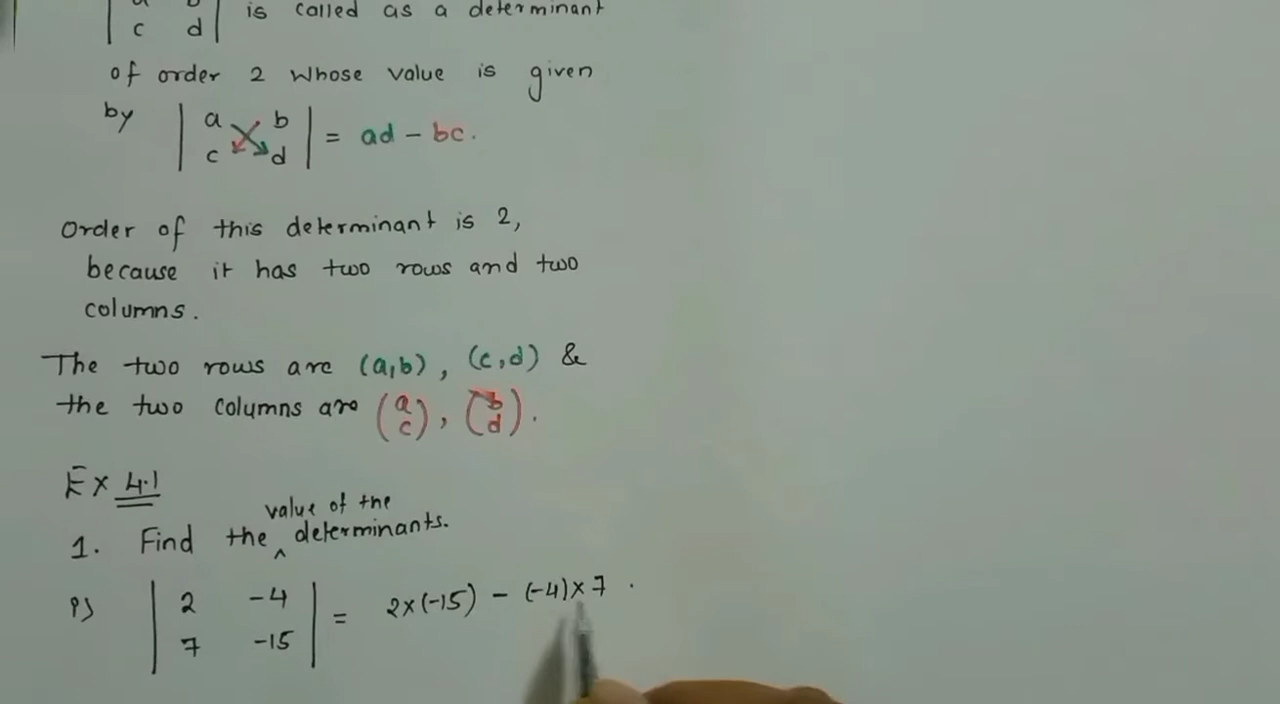 c d | is called as a determinant
of order 2 whose value is given
by | a b | = ad - bc.
| c d |
Order of this determinant is 2,
because it has two rows and two
columns.
The two rows are (a,b), (c,d) &
the two columns are (a c), (b d).
Ex 4.1
value of the
1. Find the ^ determinants.
P) | 2 -4 | = 2×(-15) - (-4)×7 .
| 7 -15 |